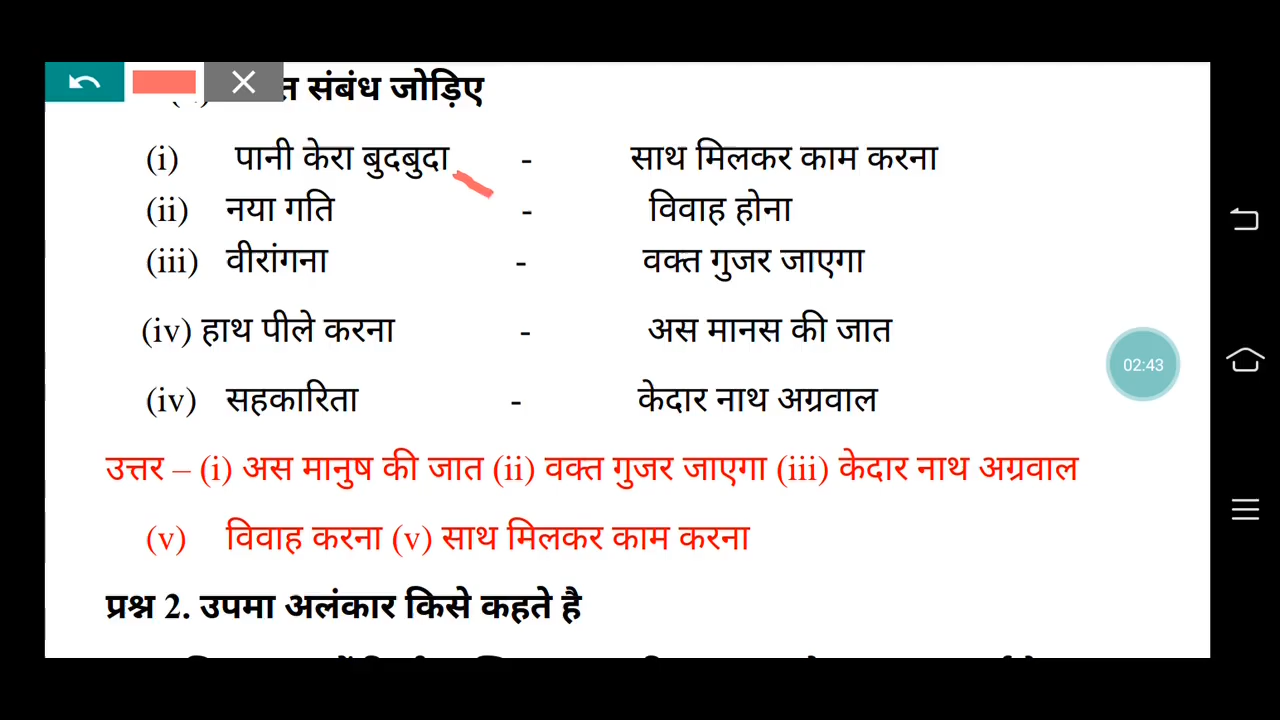 संबंध जोड़िए
(i) पानी केरा बुदबुदा - साथ मिलकर काम करना
(ii) नया गति - विवाह होना
(iii) वीरांगना - वक्त गुजर जाएगा
(iv) हाथ पीले करना - अस मानस की जात
(iv) सहकारिता - केदार नाथ अग्रवाल
02:43
उत्तर – (i) अस मानुष की जात (ii) वक्त गुजर जाएगा (iii) केदार नाथ अग्रवाल
(v) विवाह करना (v) साथ मिलकर काम करना
प्रश्न 2. उपमा अलंकार किसे कहते है